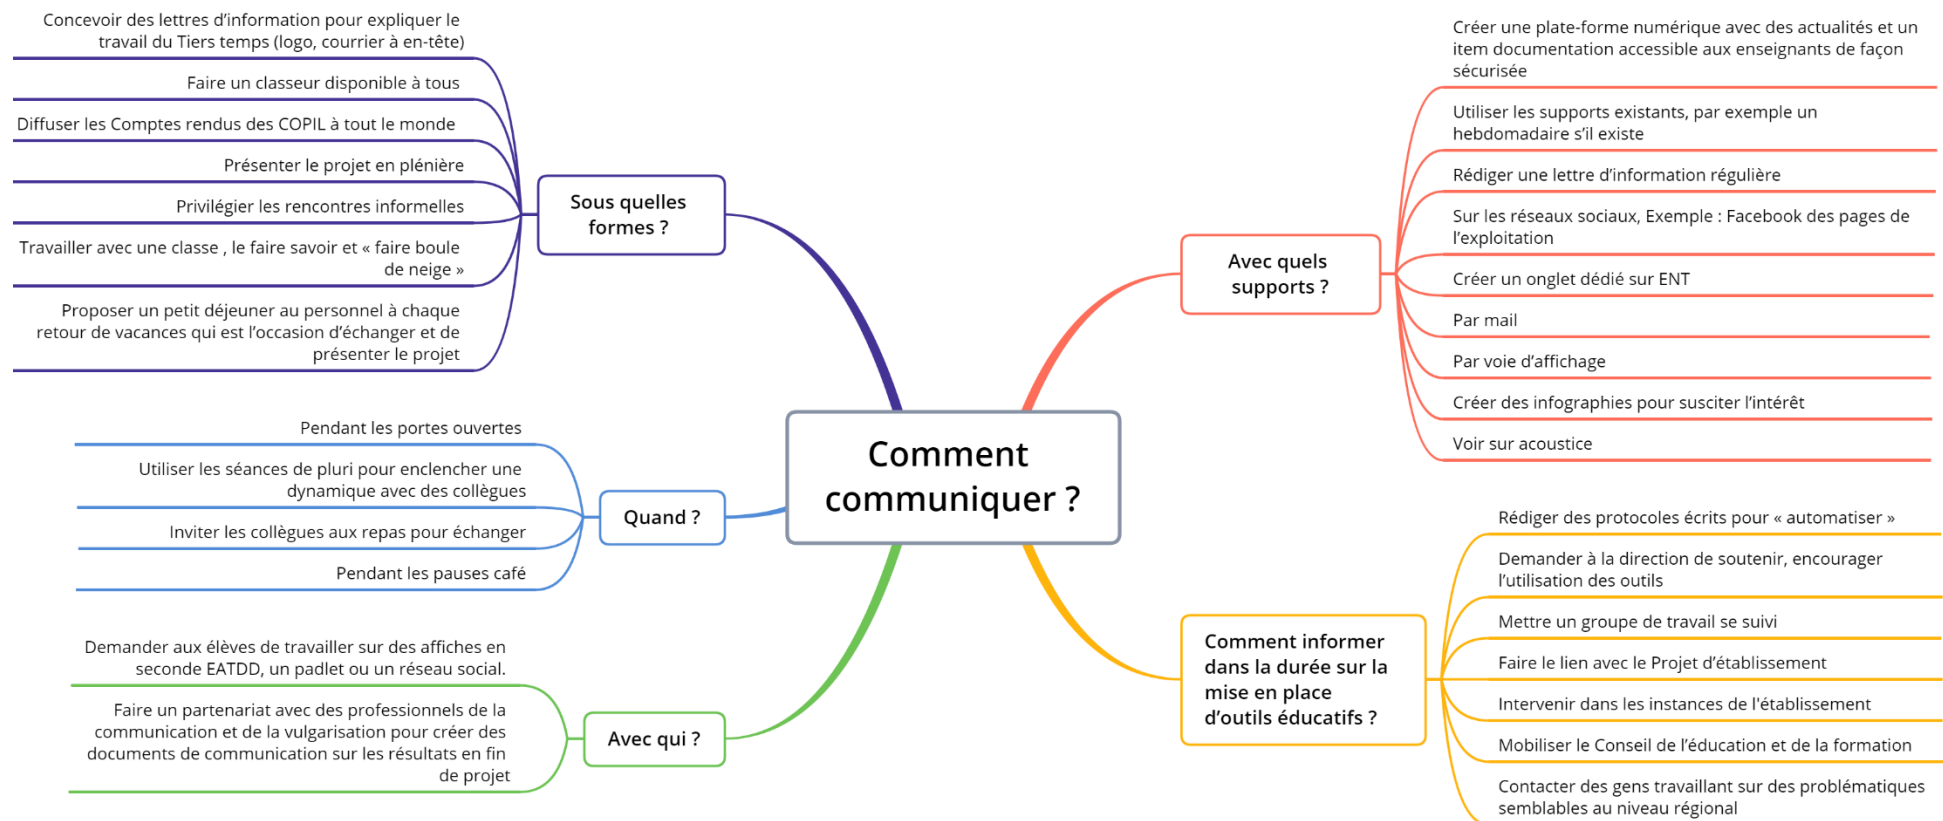 Comment
communiquer ?
Sous quelles
formes ?
Concevoir des lettres d’information pour expliquer le
travail du Tiers temps (logo, courrier à en-tête)
Faire un classeur disponible à tous
Diffuser les Comptes rendus des COPIL à tout le monde
Présenter le projet en plénière
Privilégier les rencontres informelles
Travailler avec une classe , le faire savoir et « faire boule
de neige »
Proposer un petit déjeuner au personnel à chaque
retour de vacances qui est l’occasion d’échanger et de
présenter le projet
Quand ?
Pendant les portes ouvertes
Utiliser les séances de pluri pour enclencher une
dynamique avec des collègues
Inviter les collègues aux repas pour échanger
Pendant les pauses café
Avec qui ?
Demander aux élèves de travailler sur des affiches en
seconde EATDD, un padlet ou un réseau social.
Faire un partenariat avec des professionnels de la
communication et de la vulgarisation pour créer des
documents de communication sur les résultats en fin
de projet
Avec quels
supports ?
Créer une plate-forme numérique avec des actualités et un
item documentation accessible aux enseignants de façon
sécurisée
Utiliser les supports existants, par exemple un
hebdomadaire s’il existe
Rédiger une lettre d’information régulière
Sur les réseaux sociaux, Exemple : Facebook des pages de
l’exploitation
Créer un onglet dédié sur ENT
Par mail
Par voie d’affichage
Créer des infographies pour susciter l’intérêt
Voir sur acoustice
Comment informer
dans la durée sur la
mise en place
d’outils éducatifs ?
Rédiger des protocoles écrits pour « automatiser »
Demander à la direction de soutenir, encourager
l’utilisation des outils
Mettre un groupe de travail se suivi
Faire le lien avec le Projet d’établissement
Intervenir dans les instances de l'établissement
Mobiliser le Conseil de l’éducation et de la formation
Contacter des gens travaillant sur des problématiques
semblables au niveau régional